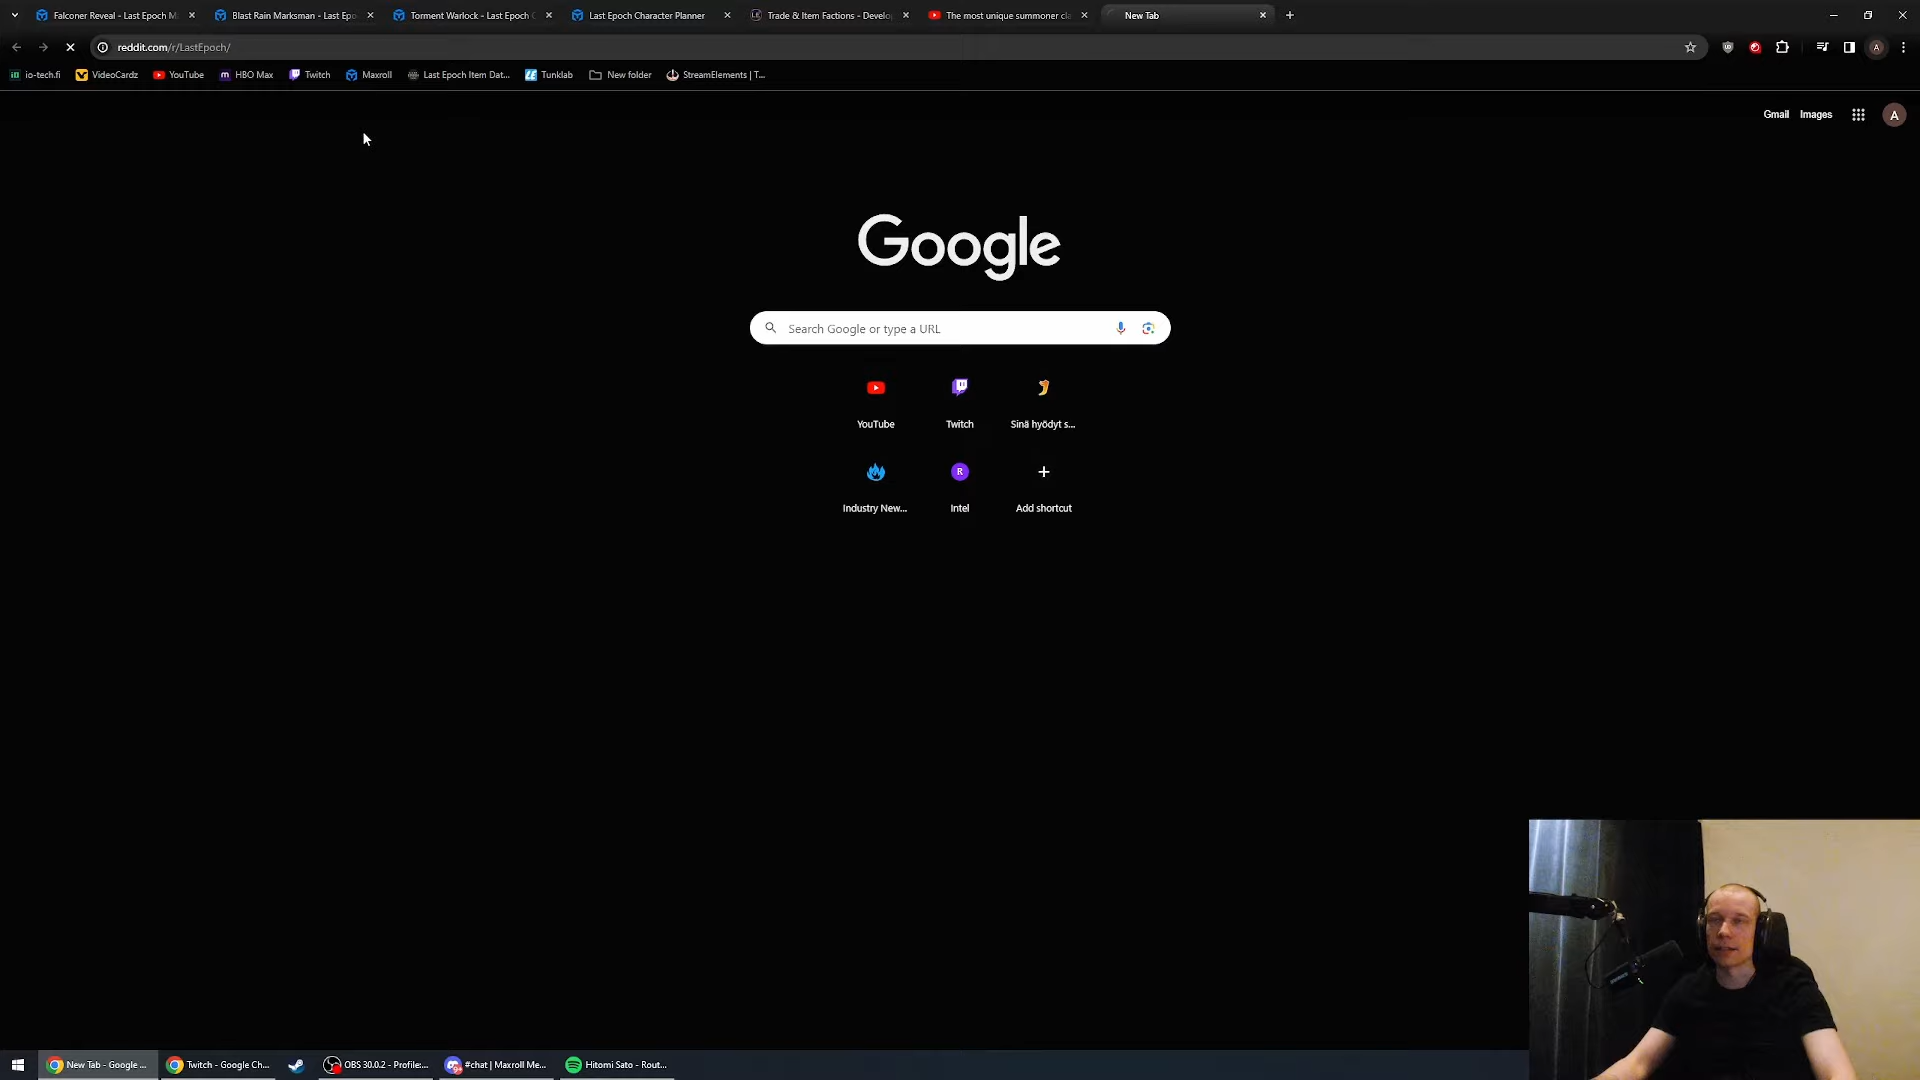 Falconer Reveal - Last Epoch M
Blast Rain Marksman - Last Epo
Torment Warlock - Last Epoch C
Last Epoch Character Planner
Trade & Item Factions - Develo
The most unique summoner cla
New Tab
reddit.com/r/LastEpoch/
io-tech.fi
VideoCardz
YouTube
HBO Max
Twitch
Maxroll
Last Epoch Item Dat...
Tunklab
New folder
StreamElements | T...
Gmail
Images
A
Google
Search Google or type a URL
YouTube
Twitch
Sinä hyödyt s...
R
Industry New...
Intel
Add shortcut
New Tab - Google ...
Twitch - Google Ch...
OBS 30.0.2 - Profile:...
#chat | Maxroll Me...
Hitomi Sato - Rout...